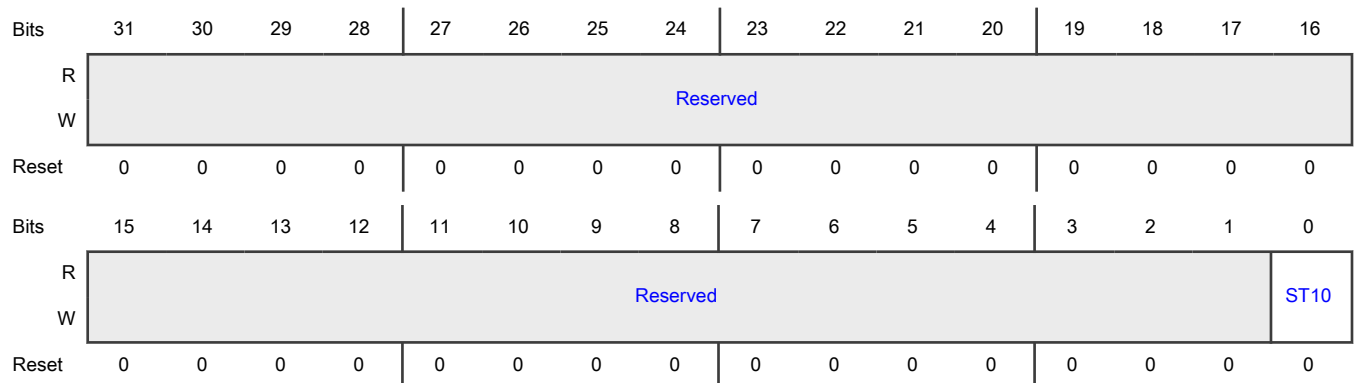 Bits 31 30 29 28 27 26 25 24 23 22 21 20 19 18 17 16
R
Reserved
W
Reset 0 0 0 0 0 0 0 0 0 0 0 0 0 0 0 0
Bits 15 14 13 12 11 10 9 8 7 6 5 4 3 2 1 0
R
Reserved ST10
W
Reset 0 0 0 0 0 0 0 0 0 0 0 0 0 0 0 0